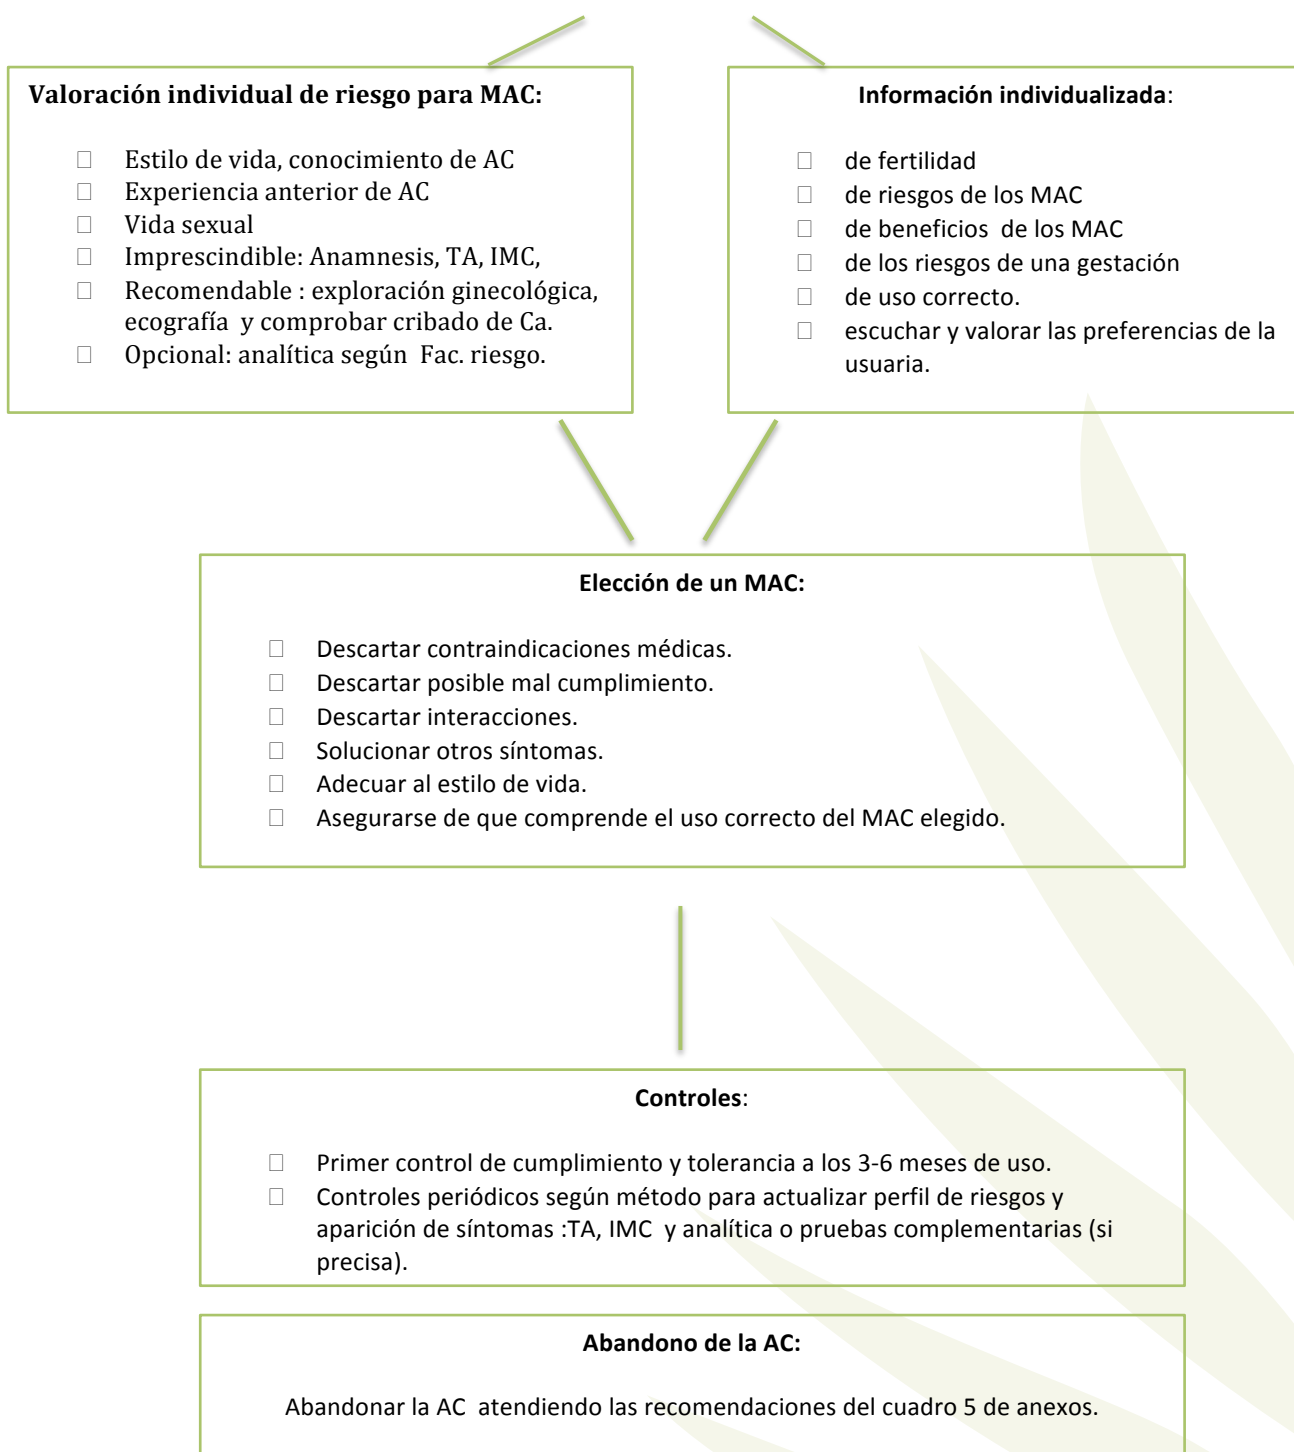 Valoración individual de riesgo para MAC:
Estilo de vida, conocimiento de AC
Experiencia anterior de AC
Vida sexual
Imprescindible: Anamnesis, TA, IMC,
Recomendable : exploración ginecológica,
ecografía y comprobar cribado de Ca.
Opcional: analítica según Fac. riesgo.
Información individualizada:
de fertilidad
de riesgos de los MAC
de beneficios de los MAC
de los riesgos de una gestación
de uso correcto.
escuchar y valorar las preferencias de la
usuaria.
Elección de un MAC:
Descartar contraindicaciones médicas.
Descartar posible mal cumplimiento.
Descartar interacciones.
Solucionar otros síntomas.
Adecuar al estilo de vida.
Asegurarse de que comprende el uso correcto del MAC elegido.
Controles:
Primer control de cumplimiento y tolerancia a los 3-6 meses de uso.
Controles periódicos según método para actualizar perfil de riesgos y
aparición de síntomas :TA, IMC y analítica o pruebas complementarias (si
precisa).
Abandono de la AC:
Abandonar la AC atendiendo las recomendaciones del cuadro 5 de anexos.